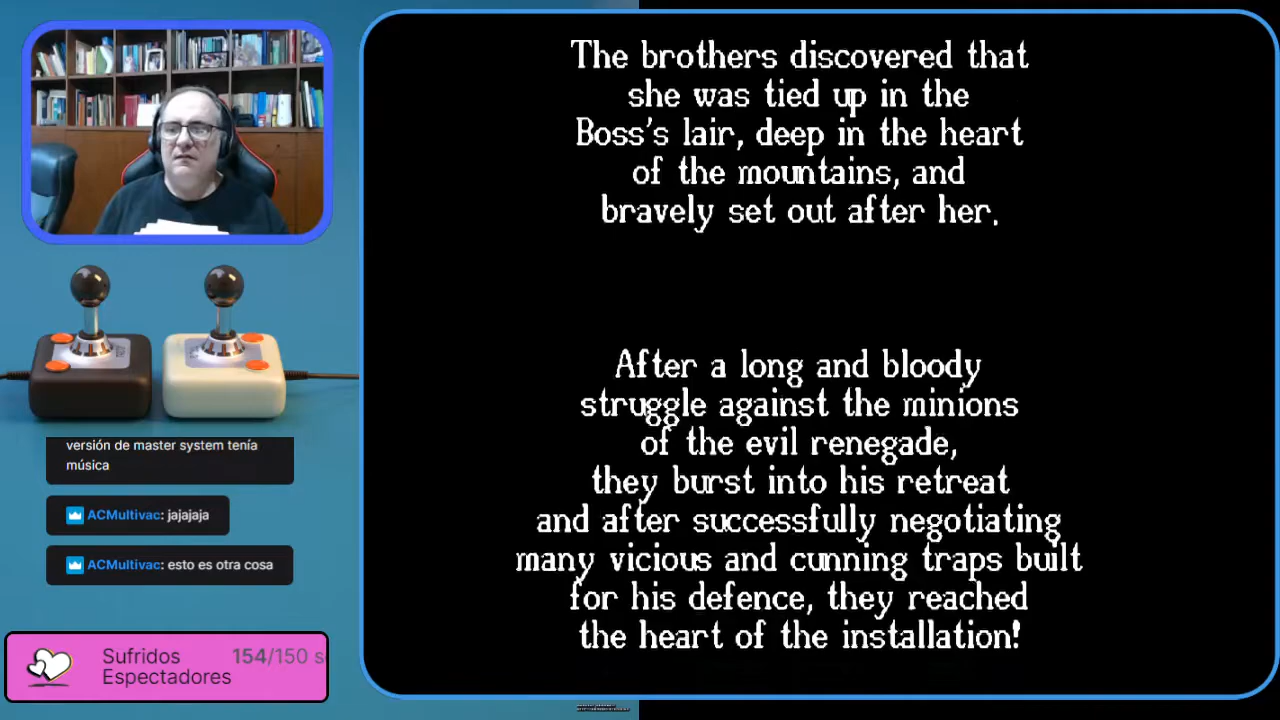 The brothers discovered that
she was tied up in the
Boss's lair, deep in the heart
of the mountains, and
bravely set out after her.
After a long and bloody
struggle against the minions
of the evil renegade,
they burst into his retreat
and after successfully negotiating
many vicious and cunning traps built
for his defence, they reached
the heart of the installation!
versión de master system tenía
música
ACMultivac: jajajaja
ACMultivac: esto es otra cosa
Sufridos 154/150 s
Espectadores